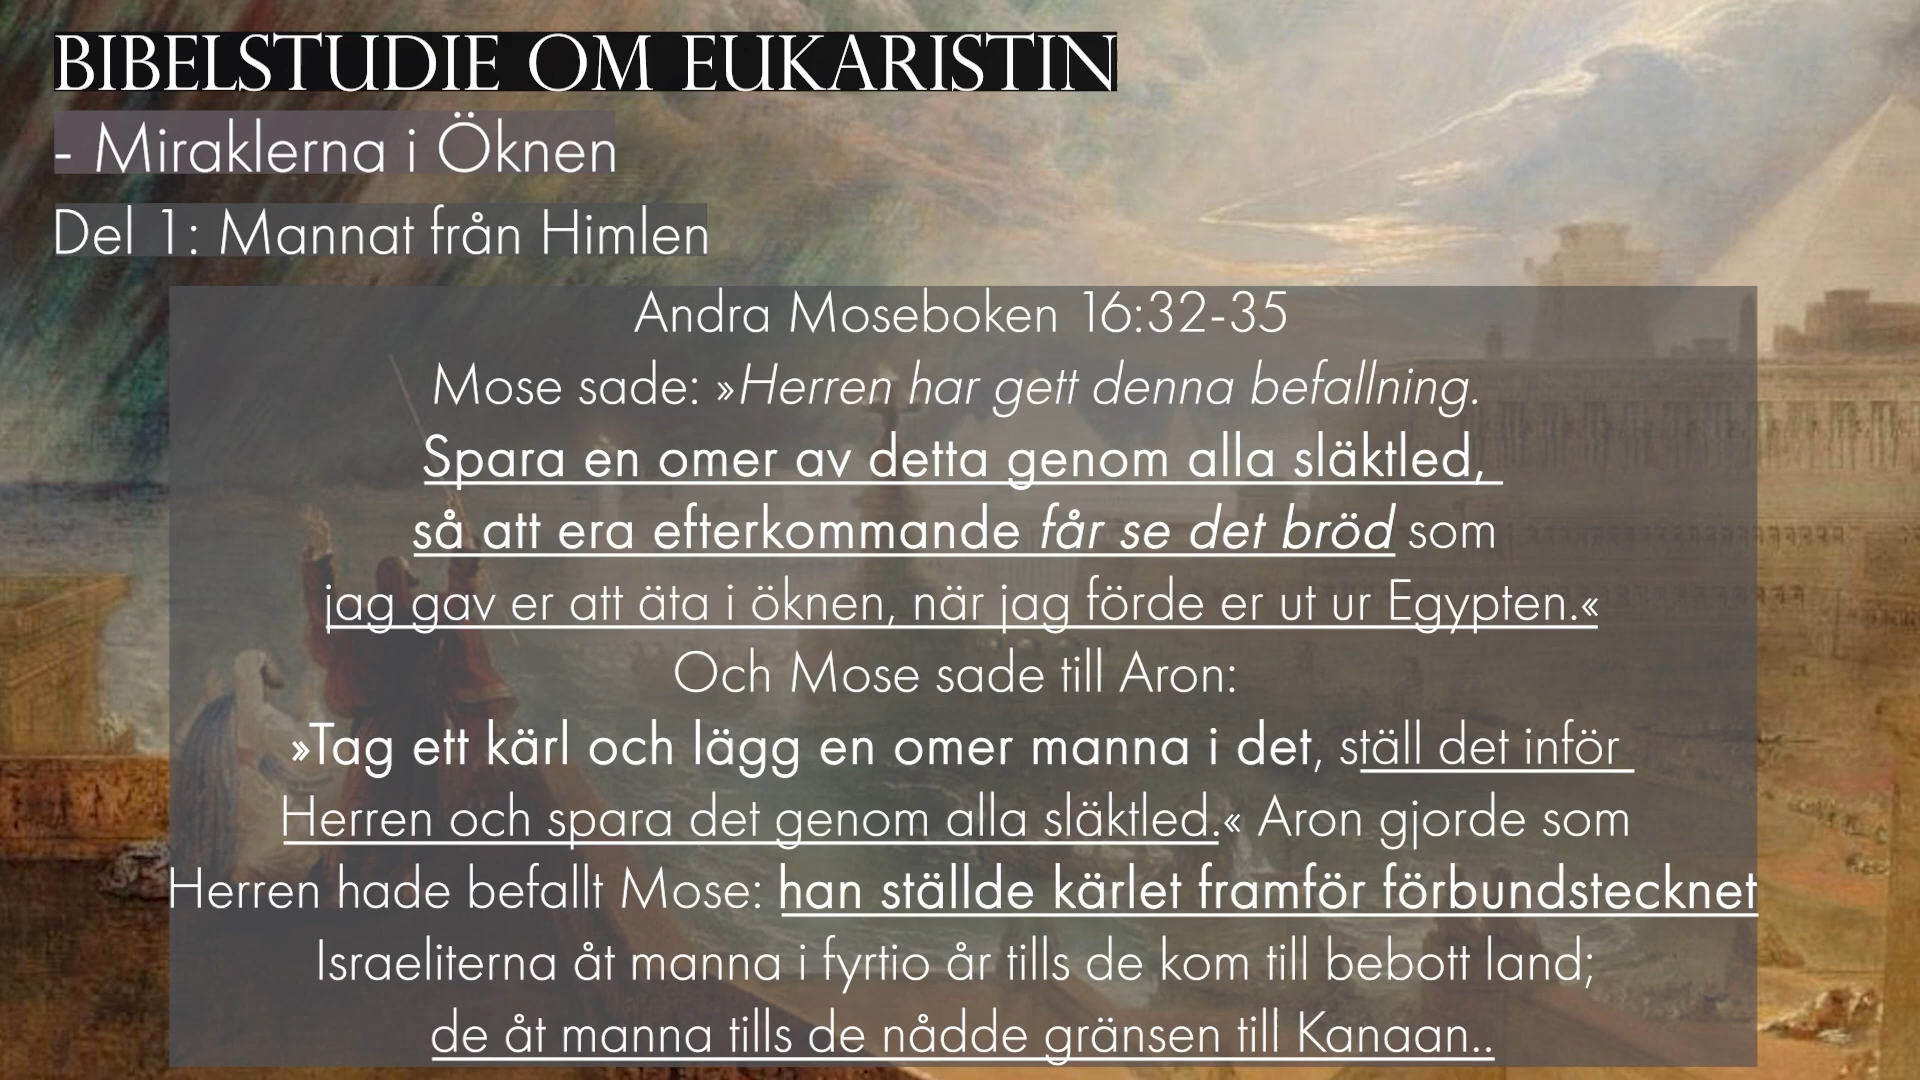 BIBELSTUDIE OM EUKARISTIN
- Miraklerna i Öknen
Del 1: Mannat från Himlen
Andra Moseboken 16:32-35
Mose sade: »Herren har gett denna befallning.
Spara en omer av detta genom alla släktled,
så att era efterkommande får se det bröd som
jag gav er att äta i öknen, när jag förde er ut ur Egypten.«
Och Mose sade till Aron:
»Tag ett kärl och lägg en omer manna i det, ställ det inför
Herren och spara det genom alla släktled.« Aron gjorde som
Herren hade befallt Mose: han ställde kärlet framför förbundstecknet
Israeliterna åt manna i fyrtio år tills de kom till bebott land;
de åt manna tills de nådde gränsen till Kanaan..